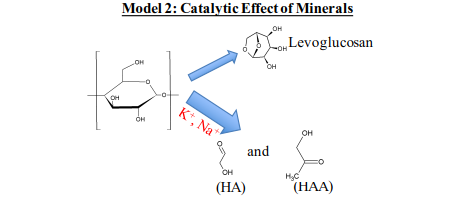 Model 2: Catalytic Effect of Minerals
OH
O
OH
O
OH
OH
O
O
OH
OH
Levoglucosan
K⁺, Na⁺
O
OH
(HA)
and
OH
O
H₃C
(HAA)